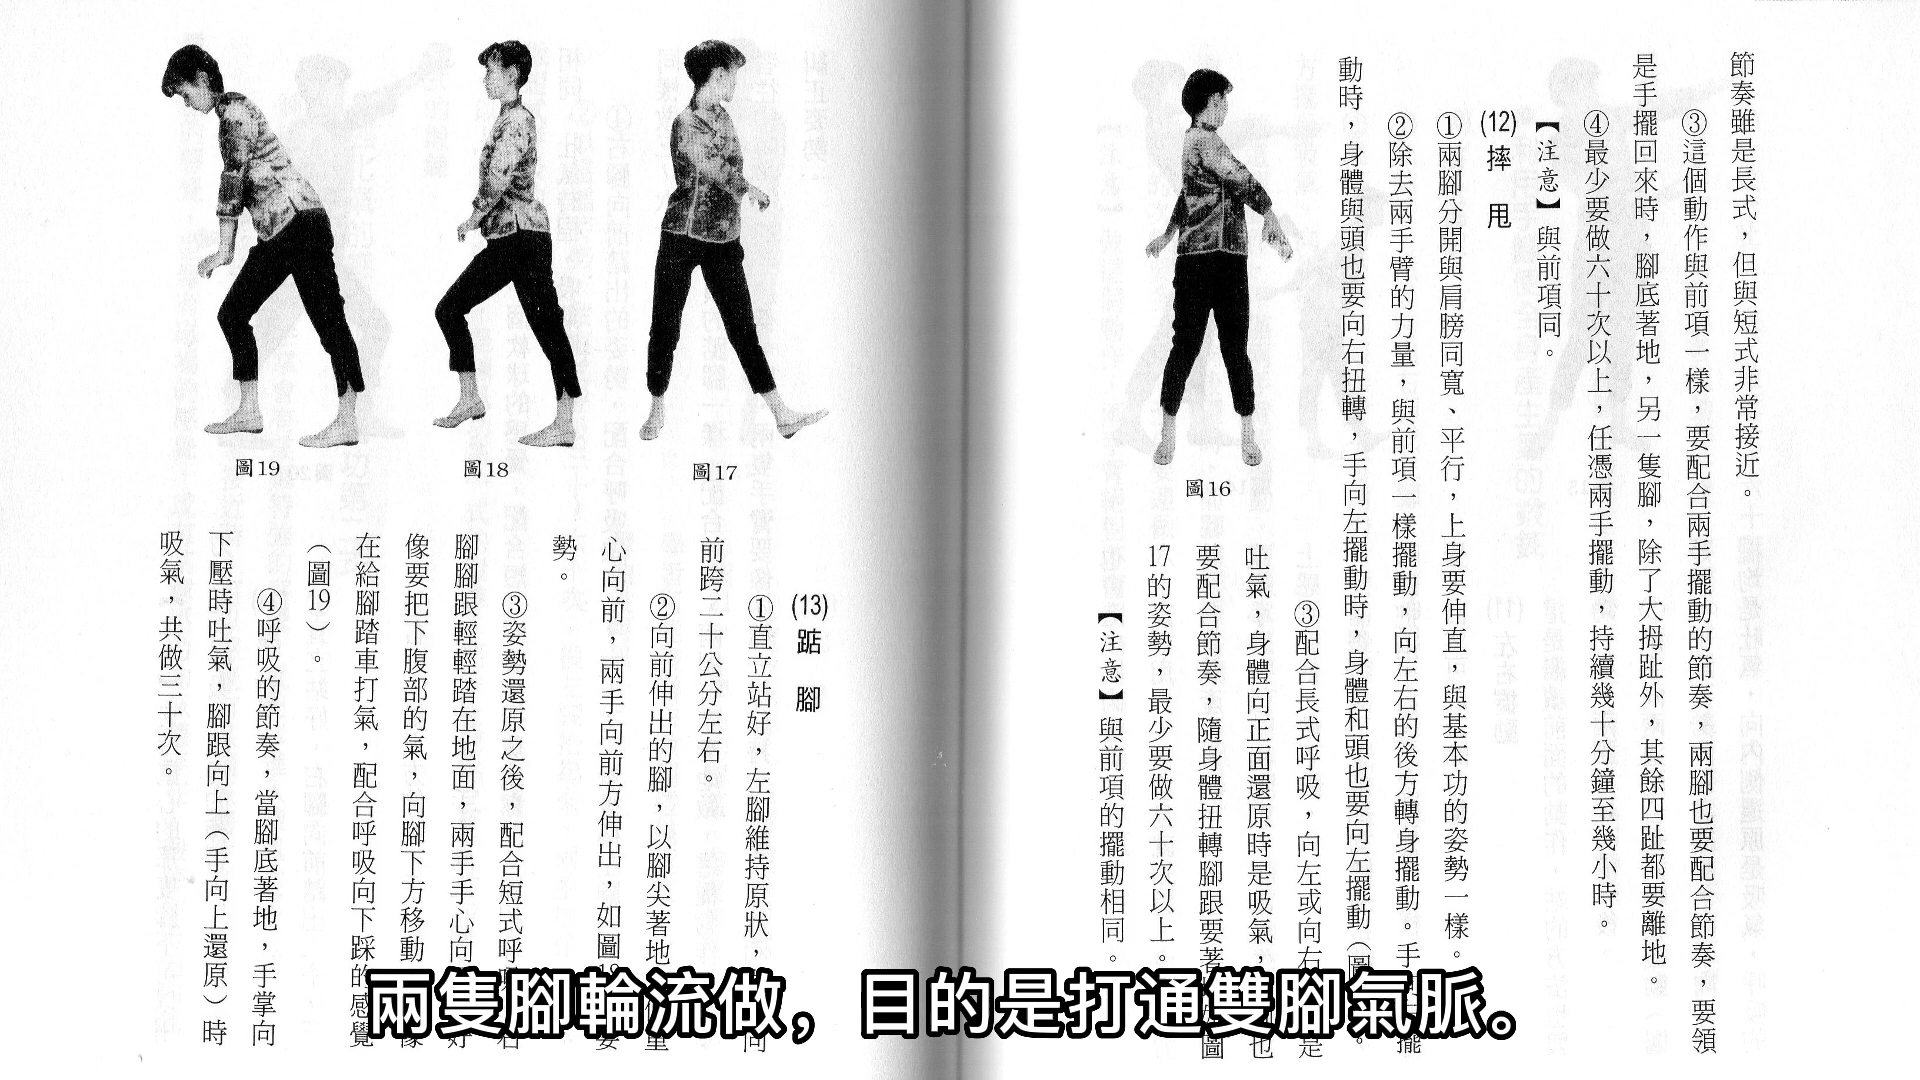 節奏雖是長式，但與短式非常接近。
③這個動作與前項一樣，要配合兩手擺動的節奏，兩腳也要配合節奏，要領
是手擺回來時，腳底著地，另一隻腳，除了大拇趾外，其餘四趾都要離地。
④最少要做六十次以上，任憑兩手擺動，持續幾十分鐘至幾小時。
【注意】與前項同。
(12)摔　甩
①兩腳分開與肩膀同寬、平行，上身要伸直，與基本功的姿勢一樣。
②除去兩手臂的力量，與前項一樣擺動，向左右的後方轉身擺動。手
擺
動時，身體與頭也要向右扭轉，手向左擺動時，身體和頭也要向左擺動（圖
。
圖16
③配合長式呼吸，向左或向右
是
吐氣，身體向正面還原時是吸氣，
也
要配合節奏，隨身體扭轉腳跟要著
圖
17的姿勢，最少要做六十次以上。
【注意】與前項的擺動相同。
圖17
圖18
圖19
(13)踮　腳
①直立站好，左腳維持原狀，
向
前跨二十公分左右。
②向前伸出的腳，以腳尖著地
重
心向前，兩手向前方伸出，如圖
要
勢。
③姿勢還原之後，配合短式呼
右
腳腳跟輕輕踏在地面，兩手手心向
好
像要把下腹部的氣，向腳下方移動
像
在給腳踏車打氣，配合呼吸向下踩的感覺
（圖19）。
④呼吸的節奏，當腳底著地，手掌向
下壓時吐氣，腳跟向上（手向上還原）時
吸氣，共做三十次。
兩隻腳輪流做，目的是打通雙腳氣脈。